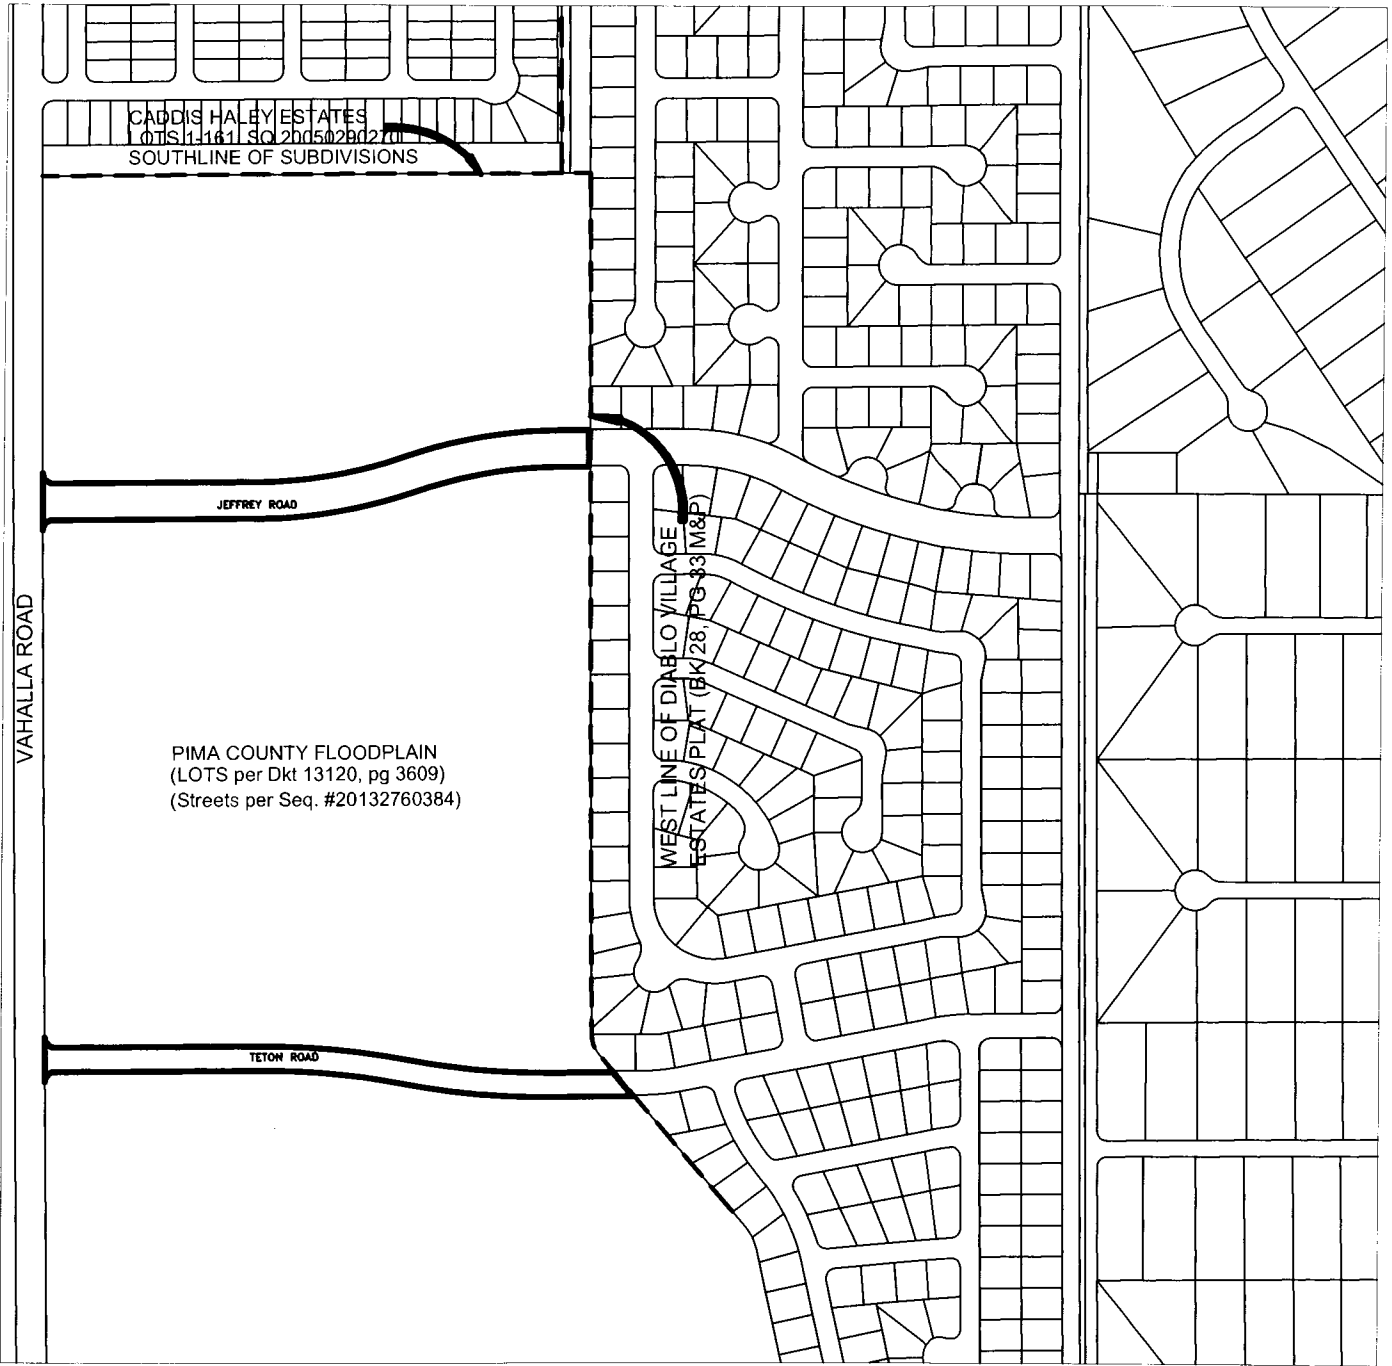 CADDIS HALEY ESTATES
LOTS 1-161, SQ 20050290270
SOUTHLINE OF SUBDIVISIONS
JEFFREY ROAD
WEST LINE OF DIABLO VILLAGE
ESTATES PLAT (BK 28, PG 33 M&P)
VAHALLA ROAD
PIMA COUNTY FLOODPLAIN
(LOTS per Dkt 13120, pg 3609)
(Streets per Seq. #20132760384)
TETON ROAD